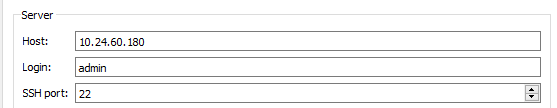 Server
Host: 10.24.60.180
Login: admin
SSH port: 22